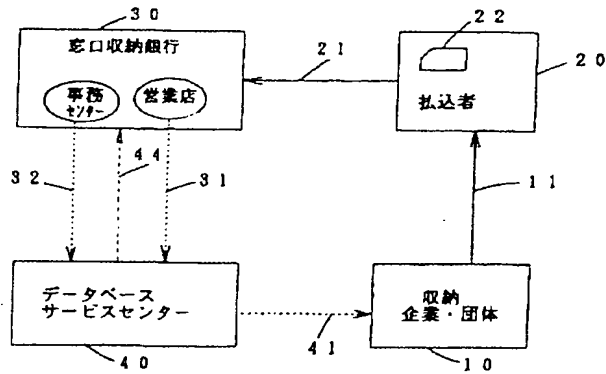 30
窓口収納銀行
事務
センター
営業店
21
22
20
払込者
32
44
31
11
データベース
サービスセンター
40
41
収納
企業・団体
10